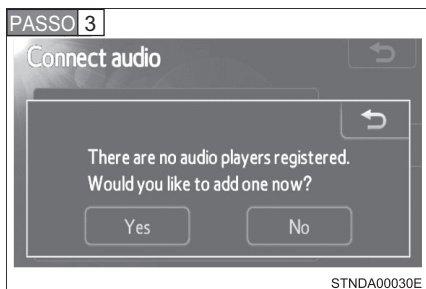 PASSO 3
Connect audio
There are no audio players registered.
Would you like to add one now?
Yes No
STNDA00030E